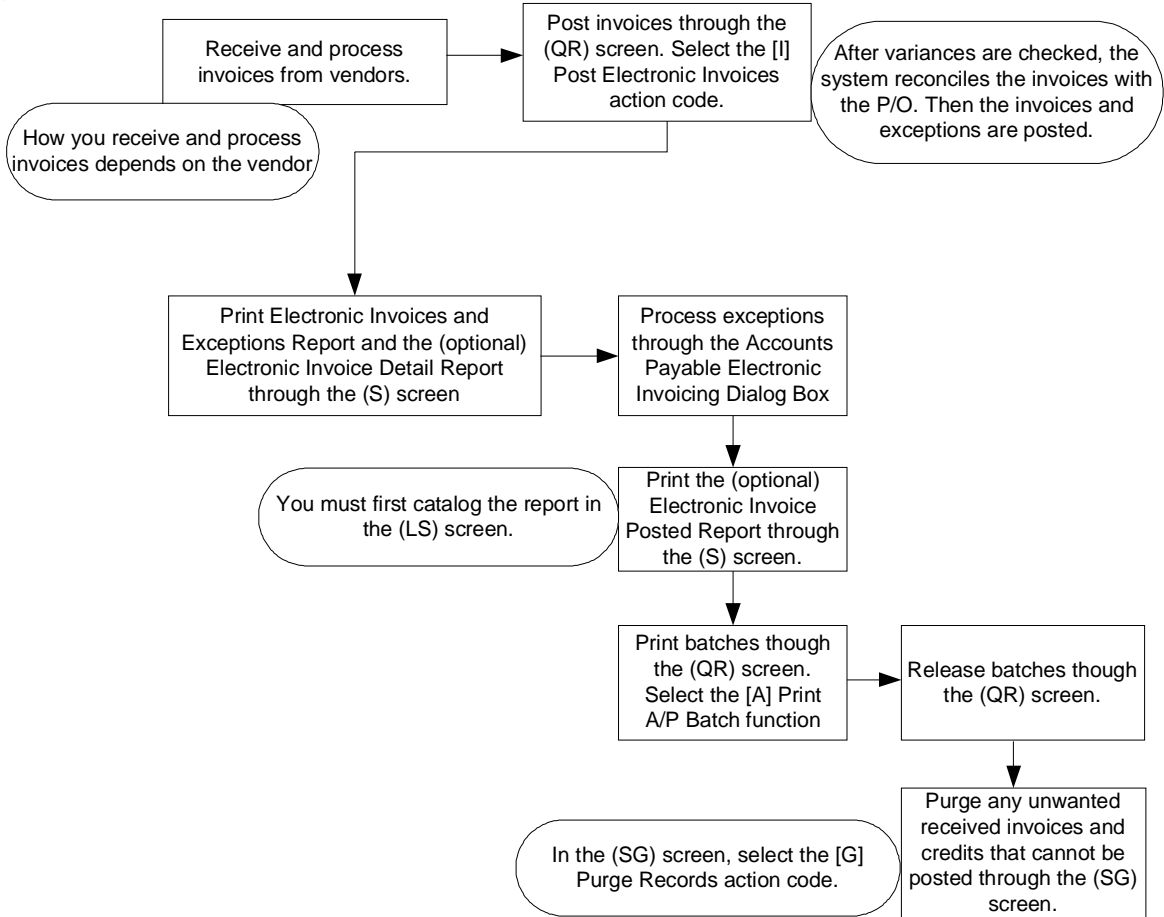 Receive and process
invoices from vendors.
Post invoices through the
(QR) screen. Select the [I]
Post Electronic Invoices
action code.
After variances are checked, the
system reconciles the invoices with
the P/O. Then the invoices and
exceptions are posted.
How you receive and process
invoices depends on the vendor
Print Electronic Invoices and
Exceptions Report and the (optional)
Electronic Invoice Detail Report
through the (S) screen
Process exceptions
through the Accounts
Payable Electronic
Invoicing Dialog Box
You must first catalog the report in
the (LS) screen.
Print the (optional)
Electronic Invoice
Posted Report through
the (S) screen.
Print batches though
the (QR) screen.
Select the [A] Print
A/P Batch function
Release batches though
the (QR) screen.
In the (SG) screen, select the [G]
Purge Records action code.
Purge any unwanted
received invoices and
credits that cannot be
posted through the (SG)
screen.